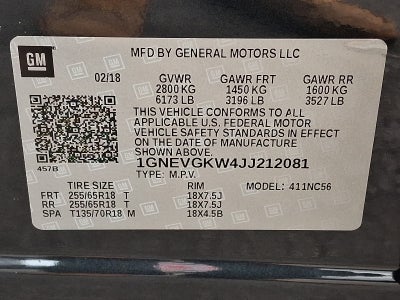 GM
MFD BY GENERAL MOTORS LLC
02/18 GVWR GAWR FRT GAWR RR
2800 KG 1450 KG 1600 KG
6173 LB 3196 LB 3527 LB
THIS VEHICLE CONFORMS TO ALL
APPLICABLE U.S. FEDERAL MOTOR
VEHICLE SAFETY STANDARDS IN EFFECT
ON THE DATE OF MANUFACTURE
SHOWN ABOVE.
457B 1GNEVGKW4JJ212081
TYPE: M.P.V.
TIRE SIZE RIM MODEL: 411NC56
FRT 255/65R18 T 18X7.5J
RR 255/65R18 T 18X7.5J
SPA T135/70R18 M 18X4.5B